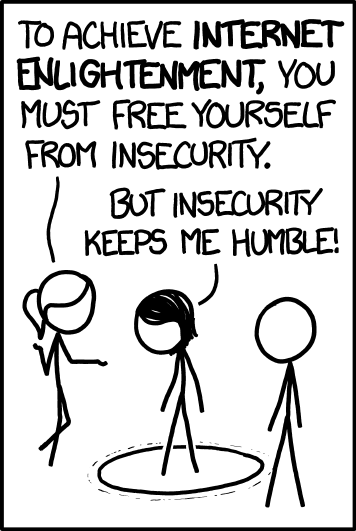 TO ACHIEVE INTERNET
ENLIGHTENMENT, YOU
MUST FREE YOURSELF
FROM INSECURITY.
BUT INSECURITY
KEEPS ME HUMBLE!